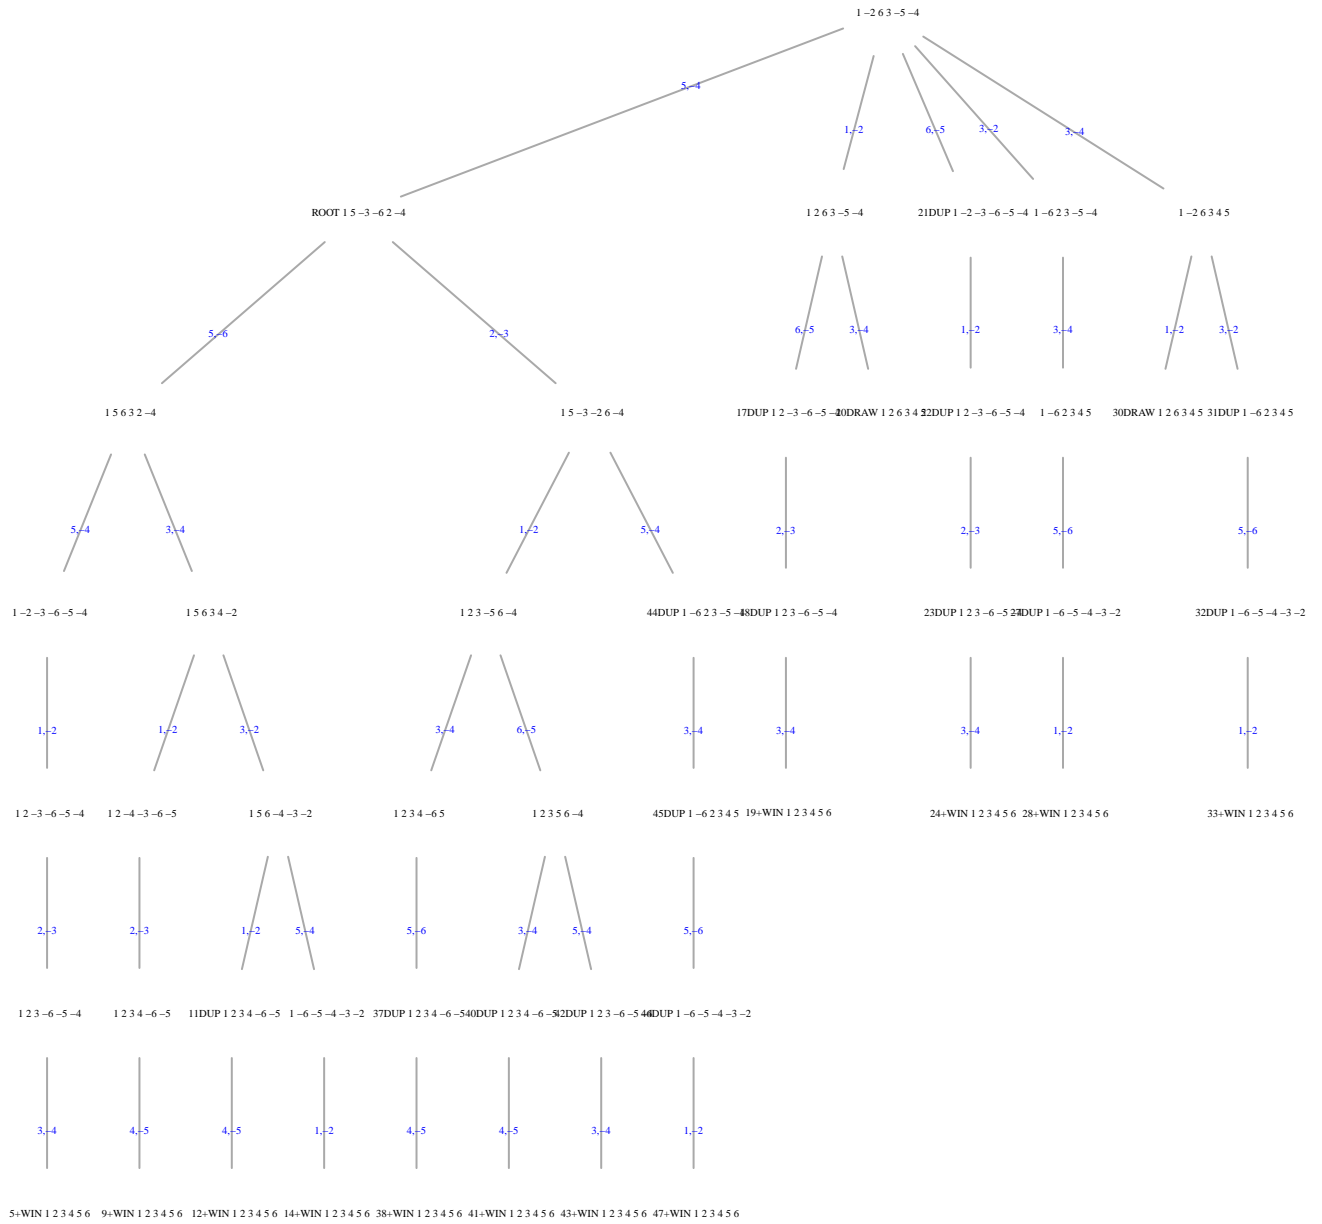 1 −2 6 3 −5 −4
5,−4
1,−2
6,−5
3,−2
3,−4
ROOT 1 5 −3 −6 2 −4
1 2 6 3 −5 −4
21DUP 1 −2 −3 −6 −5 −4
1 −6 2 3 −5 −4
1 −2 6 3 4 5
5,−6
2,−3
6,−5
3,−4
1,−2
3,−4
1,−2
3,−2
1 5 6 3 2 −4
1 5 −3 −2 6 −4
17DUP 1 2 −3 −6 −5 −4
20DRAW 1 2 6 3 4 5
22DUP 1 2 −3 −6 −5 −4
1 −6 2 3 4 5
30DRAW 1 2 6 3 4 5
31DUP 1 −6 2 3 4 5
5,−4
3,−4
1,−2
5,−4
2,−3
2,−3
5,−6
5,−6
1 −2 −3 −6 −5 −4
1 5 6 3 4 −2
1 2 3 −5 6 −4
44DUP 1 −6 2 3 −5 −4
18DUP 1 2 3 −6 −5 −4
23DUP 1 2 3 −6 −5 −4
27DUP 1 −6 −5 −4 −3 −2
32DUP 1 −6 −5 −4 −3 −2
1,−2
1,−2
3,−2
3,−4
6,−5
3,−4
3,−4
3,−4
1,−2
1,−2
1 2 −3 −6 −5 −4
1 2 −4 −3 −6 −5
1 5 6 −4 −3 −2
1 2 3 4 −6 5
1 2 3 5 6 −4
45DUP 1 −6 2 3 4 5
19+WIN 1 2 3 4 5 6
24+WIN 1 2 3 4 5 6
28+WIN 1 2 3 4 5 6
33+WIN 1 2 3 4 5 6
2,−3
2,−3
1,−2
5,−4
5,−6
3,−4
5,−4
5,−6
1 2 3 −6 −5 −4
1 2 3 4 −6 −5
11DUP 1 2 3 4 −6 −5
1 −6 −5 −4 −3 −2
37DUP 1 2 3 4 −6 −5
40DUP 1 2 3 4 −6 −5
42DUP 1 2 3 −6 −5 −4
46DUP 1 −6 −5 −4 −3 −2
3,−4
4,−5
4,−5
1,−2
4,−5
4,−5
3,−4
1,−2
5+WIN 1 2 3 4 5 6
9+WIN 1 2 3 4 5 6
12+WIN 1 2 3 4 5 6
14+WIN 1 2 3 4 5 6
38+WIN 1 2 3 4 5 6
41+WIN 1 2 3 4 5 6
43+WIN 1 2 3 4 5 6
47+WIN 1 2 3 4 5 6